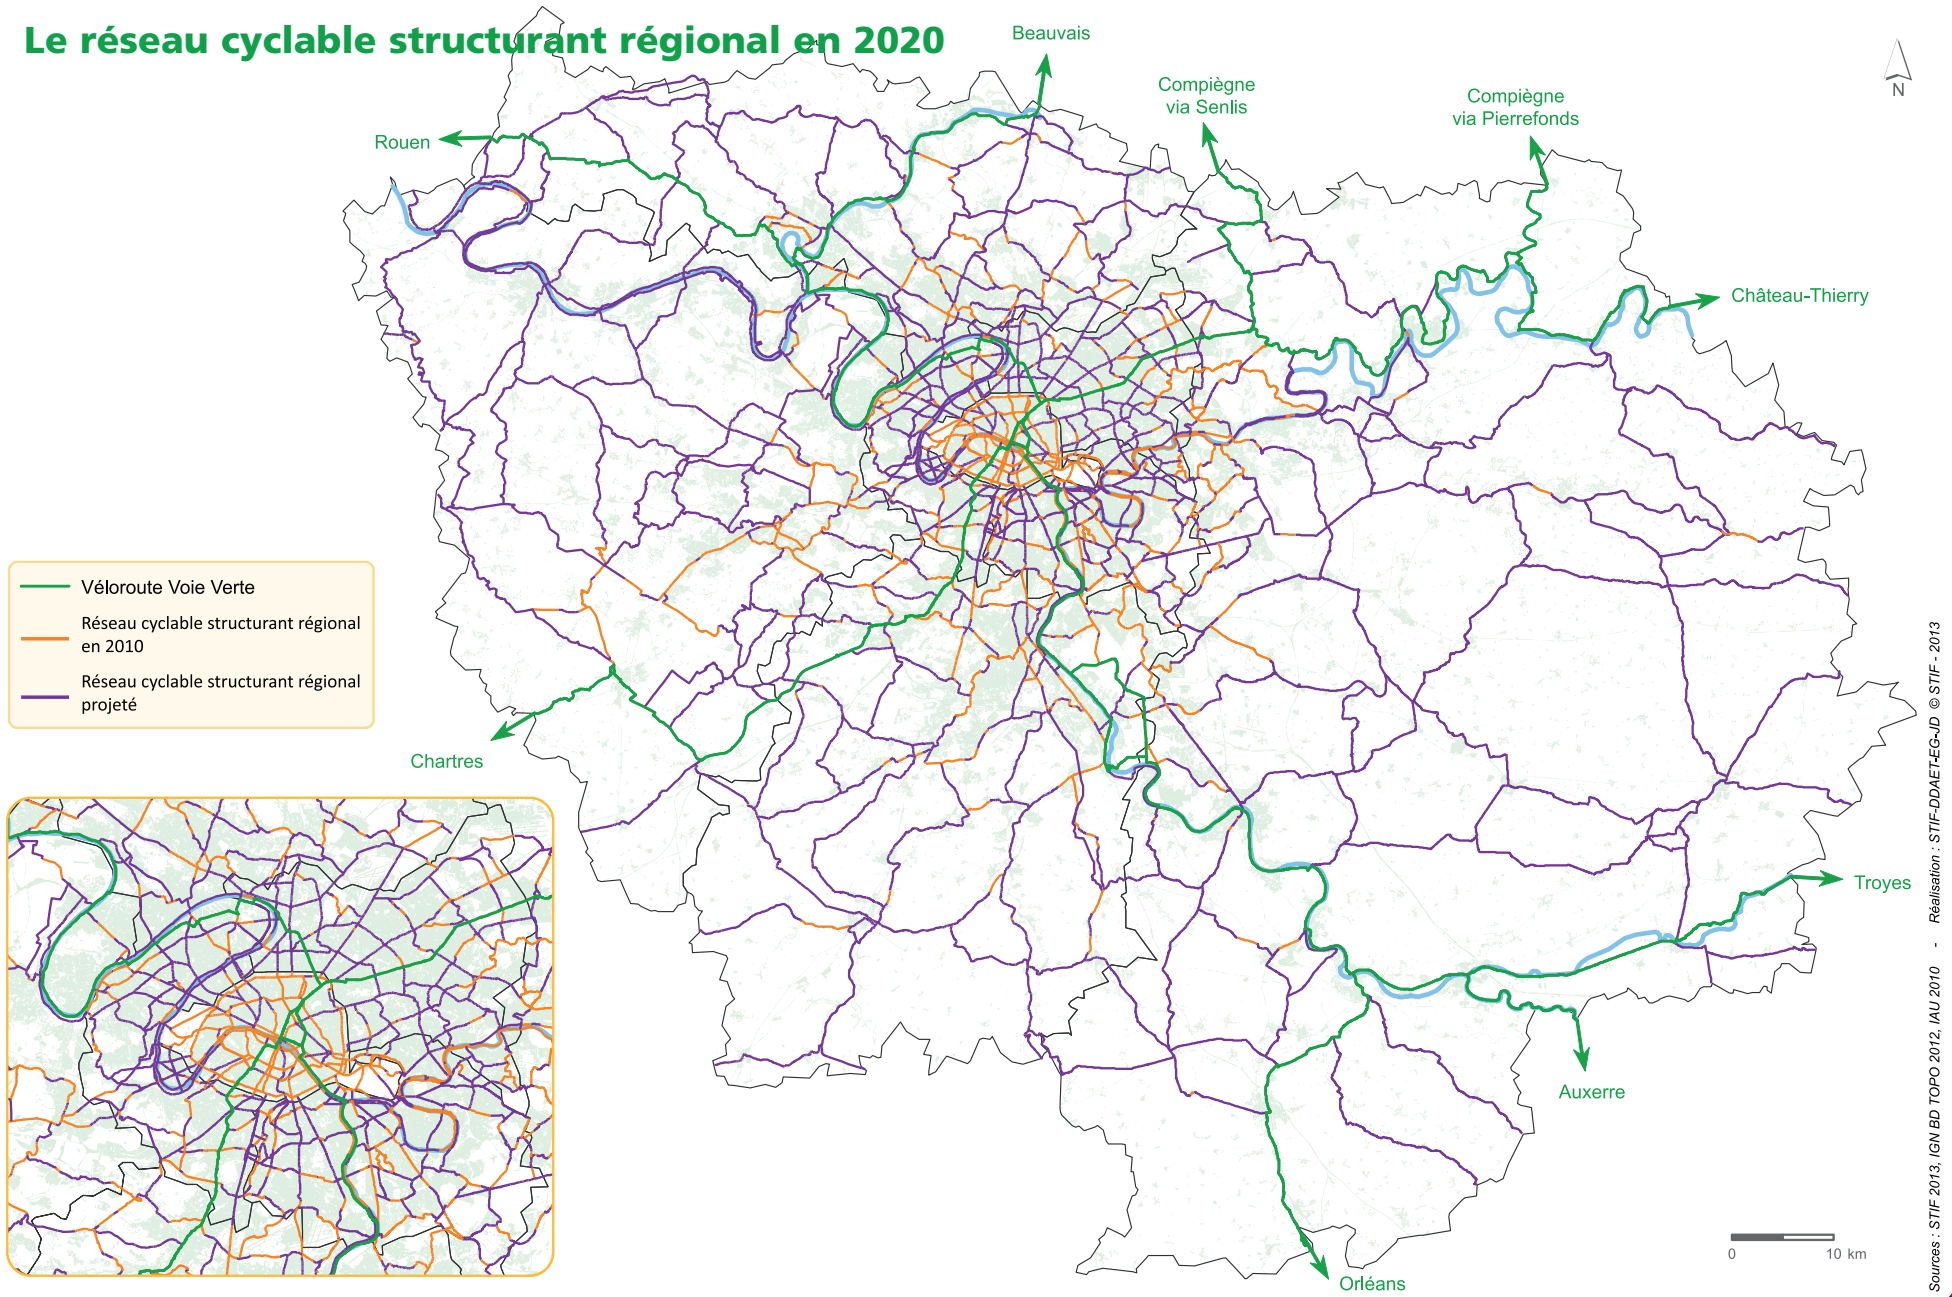 Le réseau cyclable structurant régional en 2020
Beauvais
Compiègne
via Senlis
Compiègne
via Pierrefonds
N
Rouen
Château-Thierry
Véloroute Voie Verte
Réseau cyclable structurant régional
en 2010
Réseau cyclable structurant régional
projeté
Chartres
Troyes
Auxerre
Orléans
0 10 km
Sources : STIF 2013, IGN BD TOPO 2012, IAU 2010 - Réalisation : STIF-DDAET-EG-JD © STIF - 2013